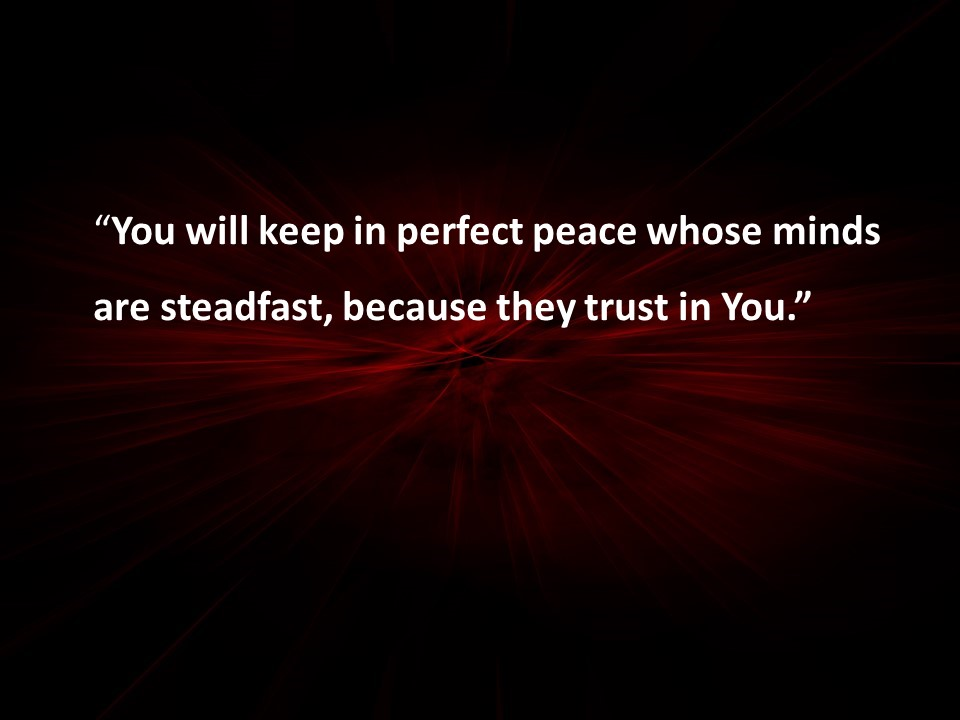 “You will keep in perfect peace whose minds
are steadfast, because they trust in You.”